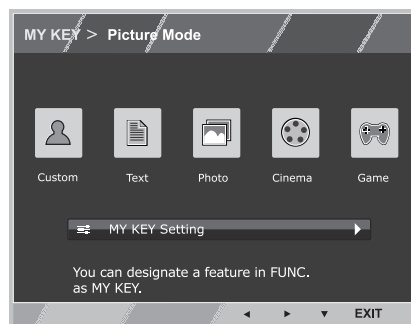 MY KEY > Picture Mode
Custom Text Photo Cinema Game
MY KEY Setting
You can designate a feature in FUNC.
as MY KEY.
EXIT